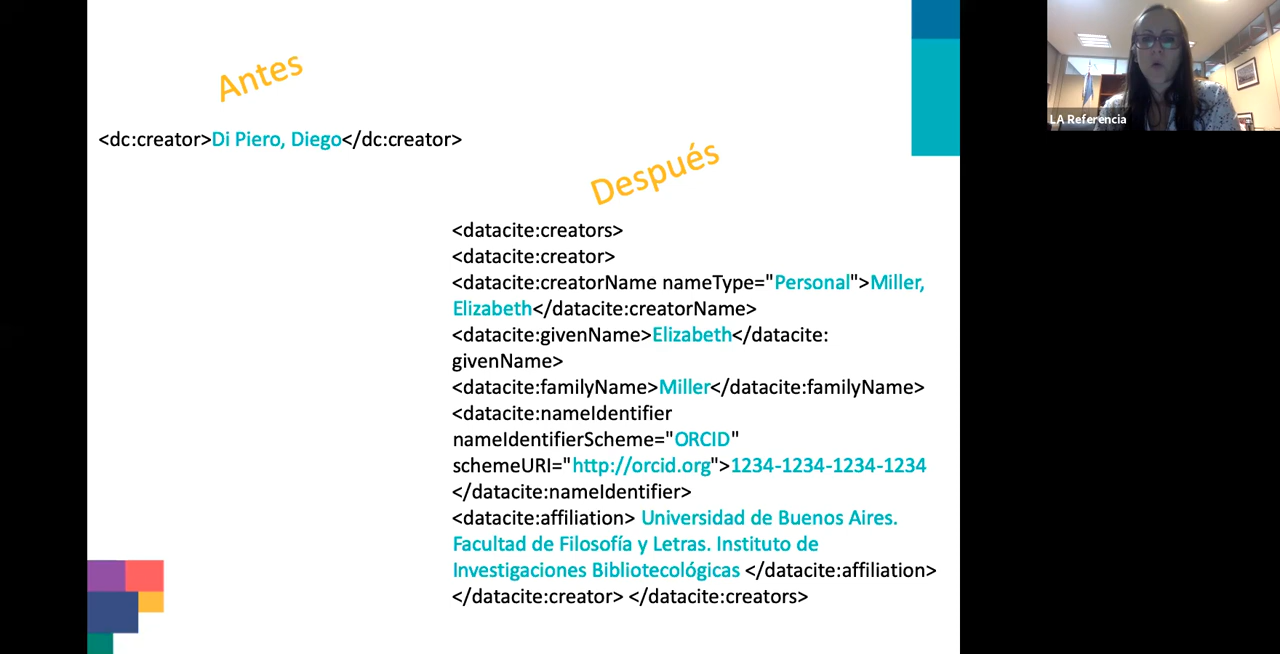 Antes
<dc:creator>Di Piero, Diego</dc:creator>
Después
<datacite:creators>
<datacite:creator>
<datacite:creatorName nameType="Personal">Miller,
Elizabeth</datacite:creatorName>
<datacite:givenName>Elizabeth</datacite:
givenName>
<datacite:familyName>Miller</datacite:familyName>
<datacite:nameIdentifier
nameIdentifierScheme="ORCID"
schemeURI="http://orcid.org">1234-1234-1234-1234
</datacite:nameIdentifier>
<datacite:affiliation> Universidad de Buenos Aires.
Facultad de Filosofía y Letras. Instituto de
Investigaciones Bibliotecológicas </datacite:affiliation>
</datacite:creator> </datacite:creators>
LA Referencia